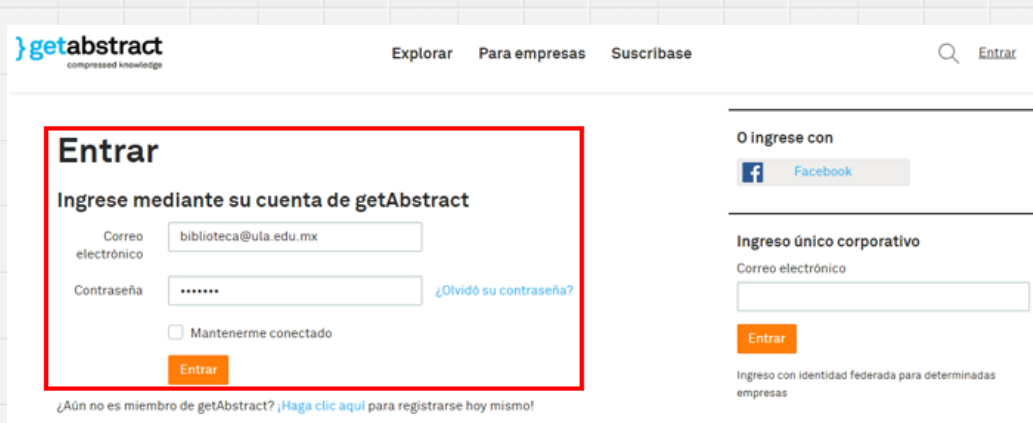 }getabstract
compressed knowledge
Explorar Para empresas Suscribase Entrar
Entrar
Ingrese mediante su cuenta de getAbstract
Correo
electrónico
biblioteca@ula.edu.mx
Contraseña
•••••••
¿Olvidó su contraseña?
Mantenerme conectado
Entrar
¿Aún no es miembro de getAbstract? ¡Haga clic aquí para registrarse hoy mismo!
O ingrese con
Facebook
Ingreso único corporativo
Correo electrónico
Entrar
Ingreso con identidad federada para determinadas
empresas